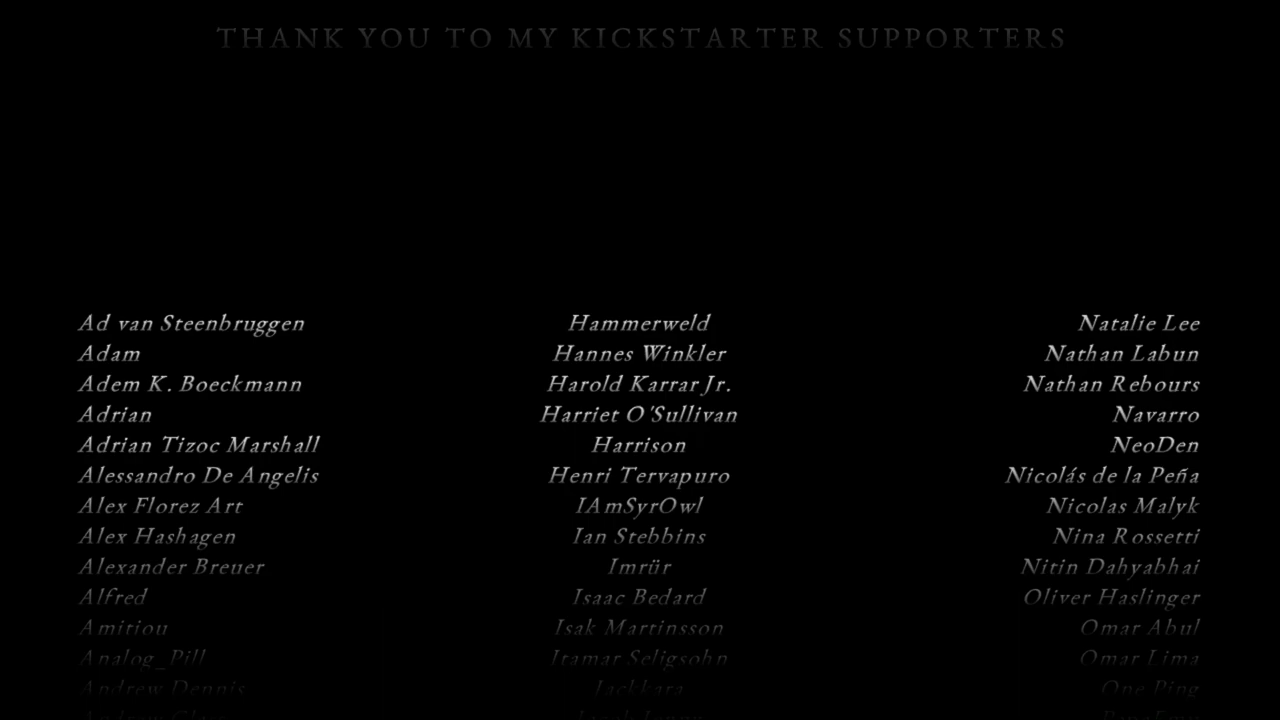 THANK YOU TO MY KICKSTARTER SUPPORTERS
Ad van Steenbruggen
Adam
Adem K. Boeckmann
Adrian
Adrian Tizoc Marshall
Alessandro De Angelis
Alex Florez Art
Alex Hashagen
Alexander Breuer
Alfred
Amitiou
Analog_Pill
Andrew Dennis
Hammerweld
Hannes Winkler
Harold Karrar Jr.
Harriet O'Sullivan
Harrison
Henri Tervapuro
IAmSyrOwl
Ian Stebbins
Imrür
Isaac Bedard
Isak Martinsson
Itamar Seligsohn
Jackkara
Natalie Lee
Nathan Labun
Nathan Rebours
Navarro
NeoDen
Nicolás de la Peña
Nicolas Malyk
Nina Rossetti
Nitin Dahyabhai
Oliver Haslinger
Omar Abul
Omar Lima
One Ping